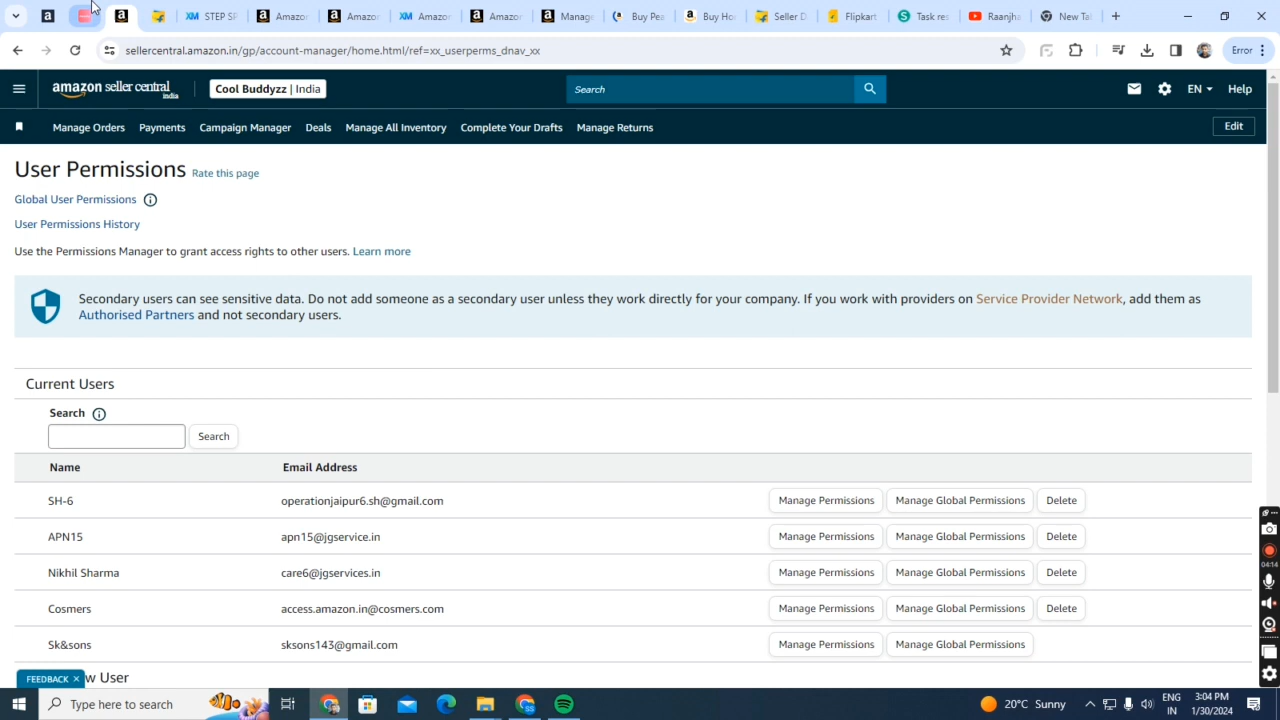 STEP SF
Amazon
Amazon
Amazon
Amazon
Manage
Buy Pea
Buy Ho
Seller D
Flipkart
Task res
Raanjha
New Tal
sellercentral.amazon.in/gp/account-manager/home.html/ref=xx_userperms_dnav_xx
Error
amazon seller central
india
Cool Buddyzz | India
Search
EN
Help
Manage Orders
Payments
Campaign Manager
Deals
Manage All Inventory
Complete Your Drafts
Manage Returns
Edit
User Permissions
Rate this page
Global User Permissions
User Permissions History
Use the Permissions Manager to grant access rights to other users. Learn more
Secondary users can see sensitive data. Do not add someone as a secondary user unless they work directly for your company. If you work with providers on Service Provider Network, add them as
Authorised Partners and not secondary users.
Current Users
Search
Search
Name
Email Address
SH-6
operationjaipur6.sh@gmail.com
Manage Permissions
Manage Global Permissions
Delete
APN15
apn15@jgservice.in
Manage Permissions
Manage Global Permissions
Delete
Nikhil Sharma
care6@jgservices.in
Manage Permissions
Manage Global Permissions
Delete
Cosmers
access.amazon.in@cosmers.com
Manage Permissions
Manage Global Permissions
Delete
Sk&sons
sksons143@gmail.com
Manage Permissions
Manage Global Permissions
FEEDBACK
w User
04:14
Type here to search
20°C Sunny
ENG
IN
3:04 PM
1/30/2024